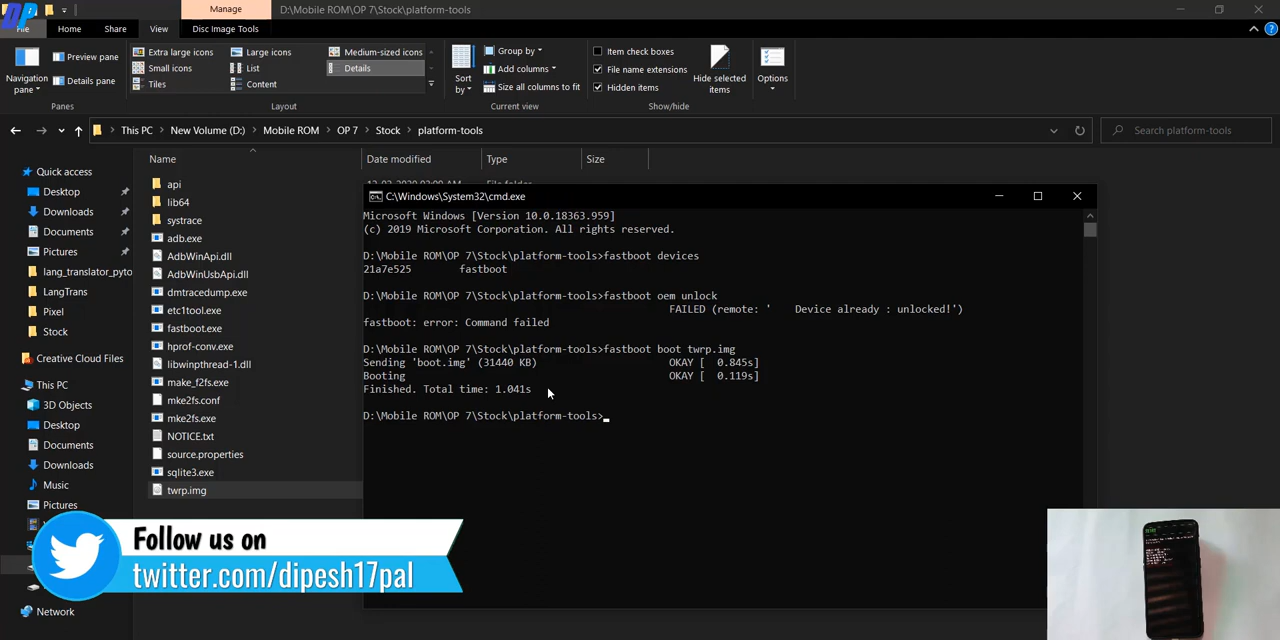 DP
Manage
D:\Mobile ROM\OP 7\Stock\platform-tools
File
Home
Share
View
Disc Image Tools
Navigation pane
Preview pane
Details pane
Extra large icons
Large icons
Medium-sized icons
Small icons
List
Details
Tiles
Content
Sort by
Group by
Add columns
Size all columns to fit
Item check boxes
File name extensions
Hidden items
Hide selected items
Options
Panes
Layout
Current view
Show/hide
This PC > New Volume (D:) > Mobile ROM > OP 7 > Stock > platform-tools
Search platform-tools
Name
Date modified
Type
Size
Quick access
Desktop
Downloads
Documents
Pictures
lang_translator_pyto
LangTrans
Pixel
Stock
Creative Cloud Files
This PC
3D Objects
Desktop
Documents
Downloads
Music
Pictures
Network
api
lib64
systrace
adb.exe
AdbWinApi.dll
AdbWinUsbApi.dll
dmtracedump.exe
etc1tool.exe
fastboot.exe
hprof-conv.exe
libwinpthread-1.dll
make_f2fs.exe
mke2fs.conf
mke2fs.exe
NOTICE.txt
source.properties
sqlite3.exe
twrp.img
C:\Windows\System32\cmd.exe
Microsoft Windows [Version 10.0.18363.959]
(c) 2019 Microsoft Corporation. All rights reserved.
D:\Mobile ROM\OP 7\Stock\platform-tools>fastboot devices
21a7e525 fastboot
D:\Mobile ROM\OP 7\Stock\platform-tools>fastboot oem unlock
FAILED (remote: ' Device already : unlocked!')
fastboot: error: Command failed
D:\Mobile ROM\OP 7\Stock\platform-tools>fastboot boot twrp.img
Sending 'boot.img' (31440 KB) OKAY [ 0.845s]
Booting OKAY [ 0.119s]
Finished. Total time: 1.041s
D:\Mobile ROM\OP 7\Stock\platform-tools>
Follow us on
twitter.com/dipesh17pal